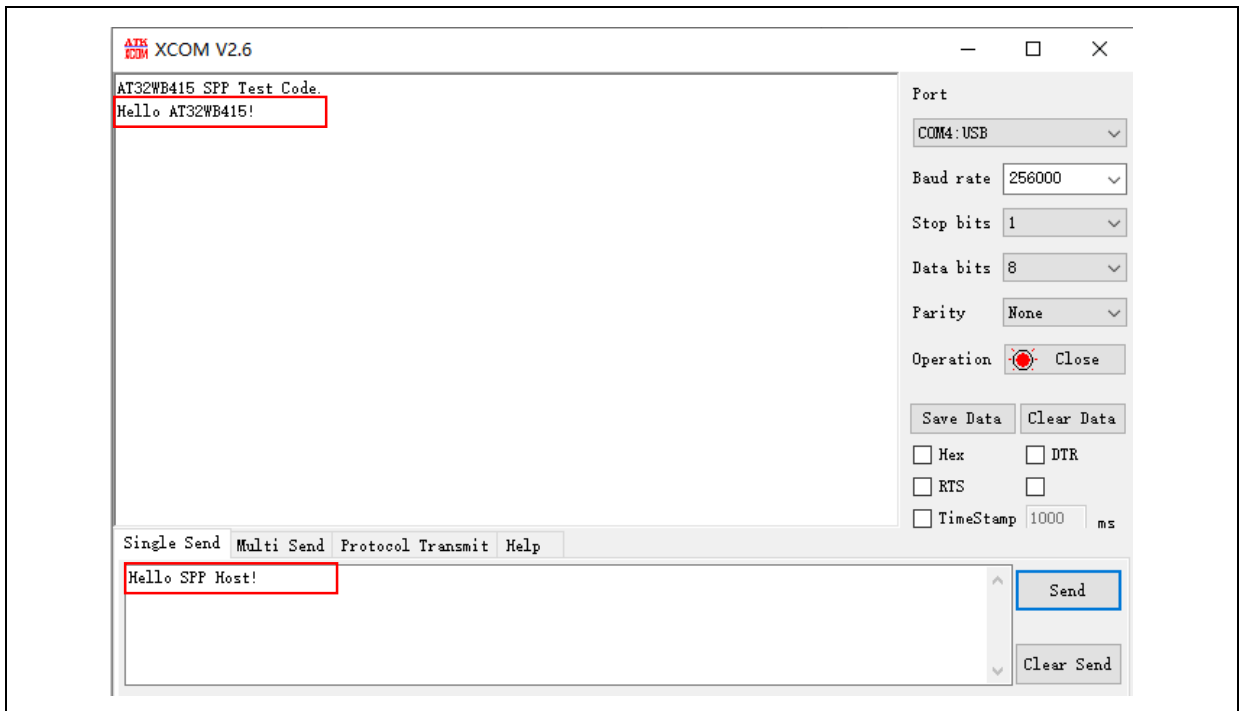 ATK XCOM XCOM V2.6
AT32WB415 SPP Test Code.
Hello AT32WB415!
Port
COM4:USB
Baud rate 256000
Stop bits 1
Data bits 8
Parity None
Operation Close
Save Data Clear Data
Hex DTR
RTS
TimeStamp 1000 ms
Single Send Multi Send Protocol Transmit Help
Hello SPP Host!
Send
Clear Send